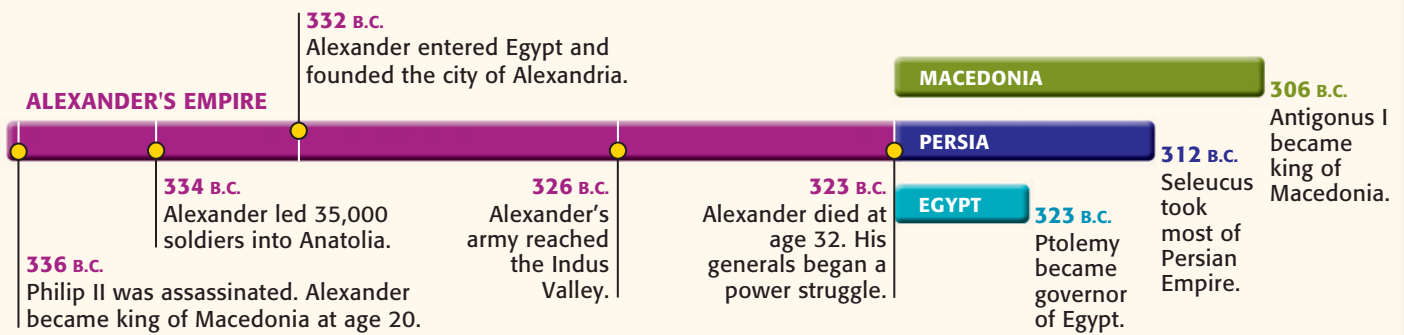 332 B.C.
Alexander entered Egypt and
founded the city of Alexandria.
ALEXANDER'S EMPIRE
336 B.C.
Philip II was assassinated. Alexander
became king of Macedonia at age 20.
334 B.C.
Alexander led 35,000
soldiers into Anatolia.
326 B.C.
Alexander's
army reached
the Indus
Valley.
323 B.C.
Alexander died at
age 32. His
generals began a
power struggle.
MACEDONIA
306 B.C.
Antigonus I
became
king of
Macedonia.
PERSIA
312 B.C.
Seleucus
took
most of
Persian
Empire.
EGYPT
323 B.C.
Ptolemy
became
governor
of Egypt.